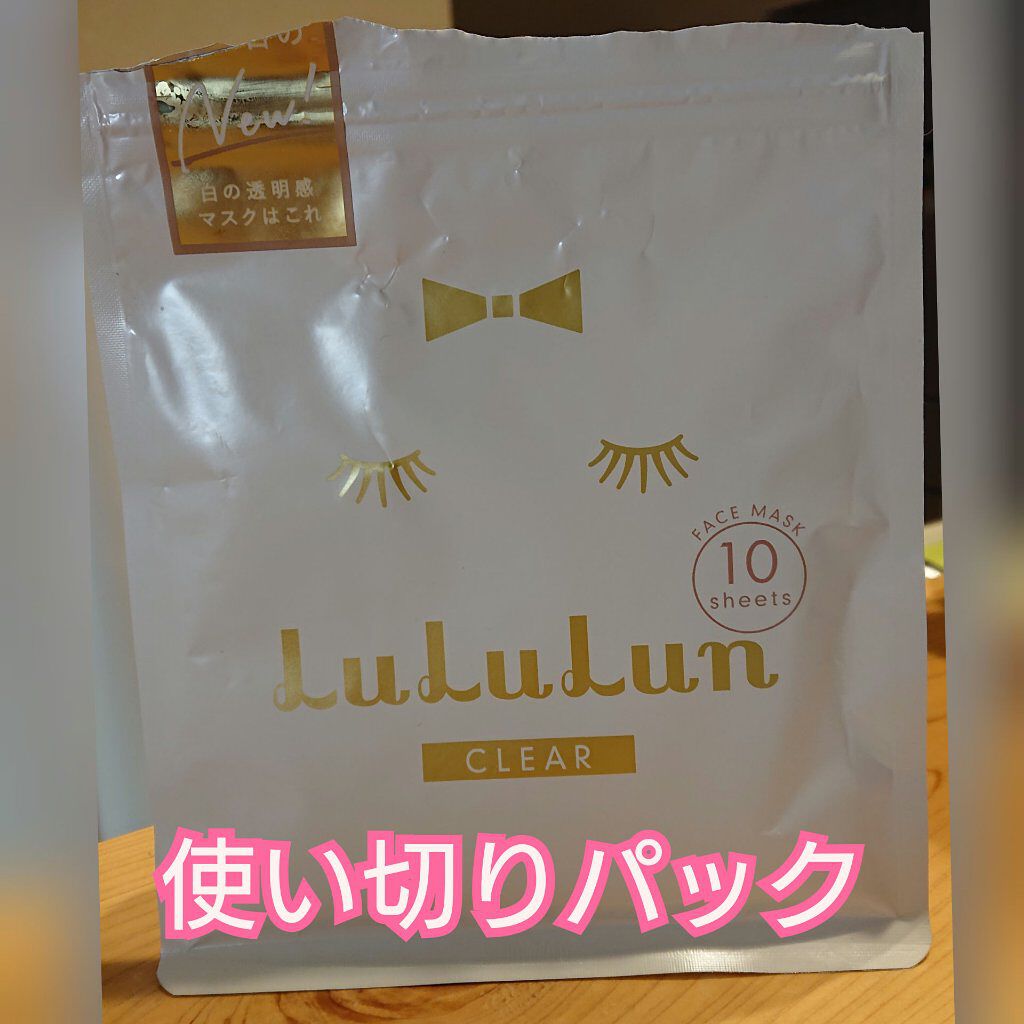 の
New!
白の透明感
マスクはこれ
FACE MASK
10
sheets
LuLuLun
CLEAR
使い切りパック